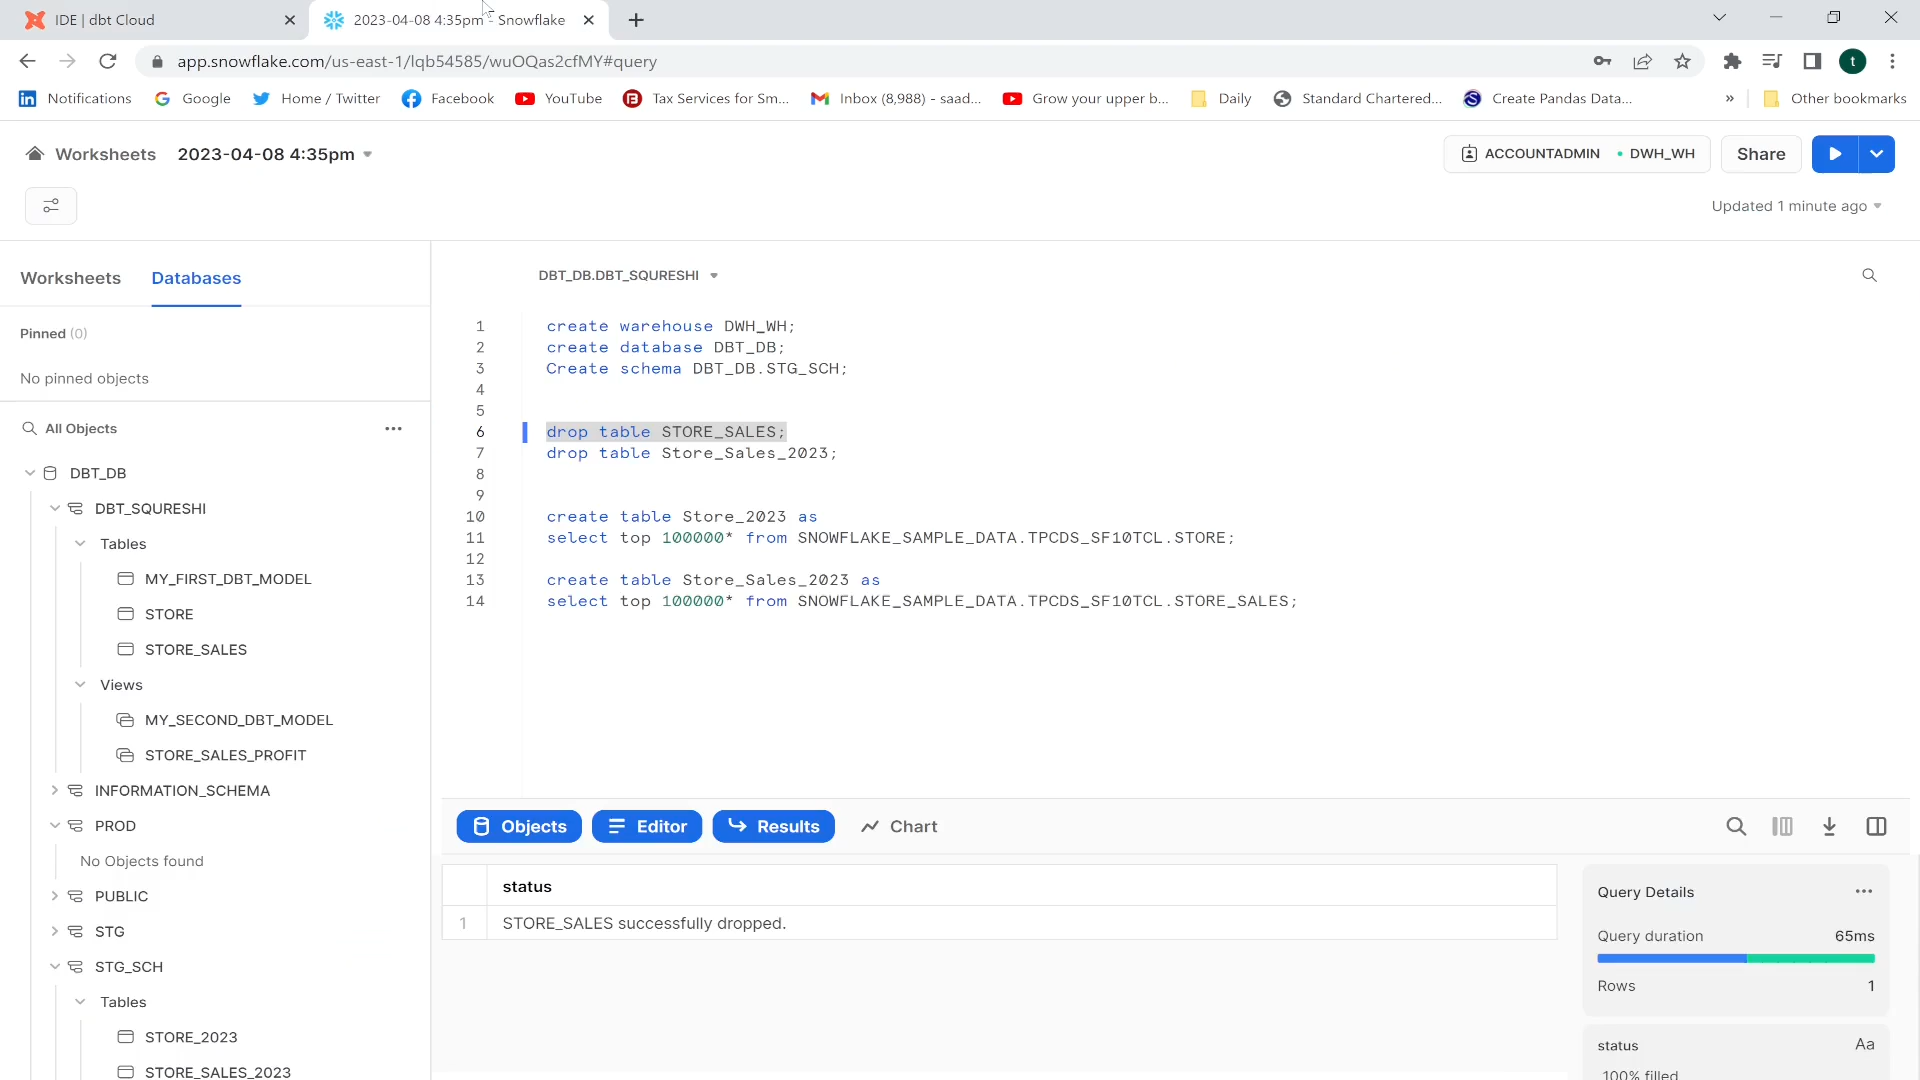 IDE | dbt Cloud
2023-04-08 4:35pm - Snowflake
app.snowflake.com/us-east-1/lqb54585/wuOQas2cfMY#query
t
Notifications
Google
Home / Twitter
Facebook
YouTube
Tax Services for Sm...
Inbox (8,988) - saad...
Grow your upper b...
Daily
Standard Chartered...
Create Pandas Data...
»
Other bookmarks
Worksheets
2023-04-08 4:35pm
ACCOUNTADMIN • DWH_WH
Share
Updated 1 minute ago
Worksheets
Databases
Pinned (0)
No pinned objects
All Objects
DBT_DB
DBT_SQURESHI
Tables
MY_FIRST_DBT_MODEL
STORE
STORE_SALES
Views
MY_SECOND_DBT_MODEL
STORE_SALES_PROFIT
INFORMATION_SCHEMA
PROD
No Objects found
PUBLIC
STG
STG_SCH
Tables
STORE_2023
STORE_SALES_2023
DBT_DB.DBT_SQURESHI
1 create warehouse DWH_WH;
2 create database DBT_DB;
3 Create schema DBT_DB.STG_SCH;
4
5
6 drop table STORE_SALES;
7 drop table Store_Sales_2023;
8
9
10 create table Store_2023 as
11 select top 100000* from SNOWFLAKE_SAMPLE_DATA.TPCDS_SF10TCL.STORE;
12
13 create table Store_Sales_2023 as
14 select top 100000* from SNOWFLAKE_SAMPLE_DATA.TPCDS_SF10TCL.STORE_SALES;
Objects
Editor
Results
Chart
status
1 STORE_SALES successfully dropped.
Query Details
Query duration 65ms
Rows 1
status Aa
100% filled